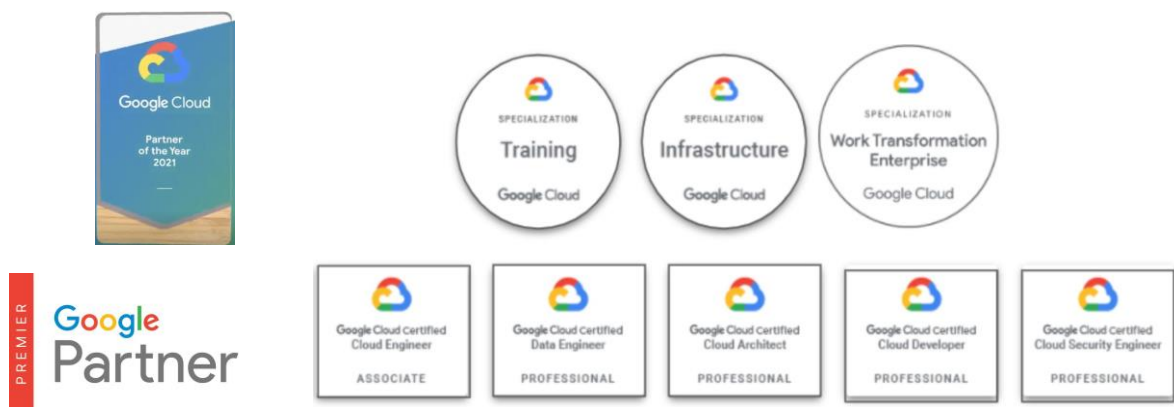 Google Cloud
Partner
of the Year
2021
SPECIALIZATION
Training
Google Cloud
SPECIALIZATION
Infrastructure
Google Cloud
SPECIALIZATION
Work Transformation
Enterprise
Google Cloud
PREMIER
Google
Partner
Google Cloud Certified
Cloud Engineer
ASSOCIATE
Google Cloud Certified
Data Engineer
PROFESSIONAL
Google Cloud Certified
Cloud Architect
PROFESSIONAL
Google Cloud Certified
Cloud Developer
PROFESSIONAL
Google Cloud Certified
Cloud Security Engineer
PROFESSIONAL